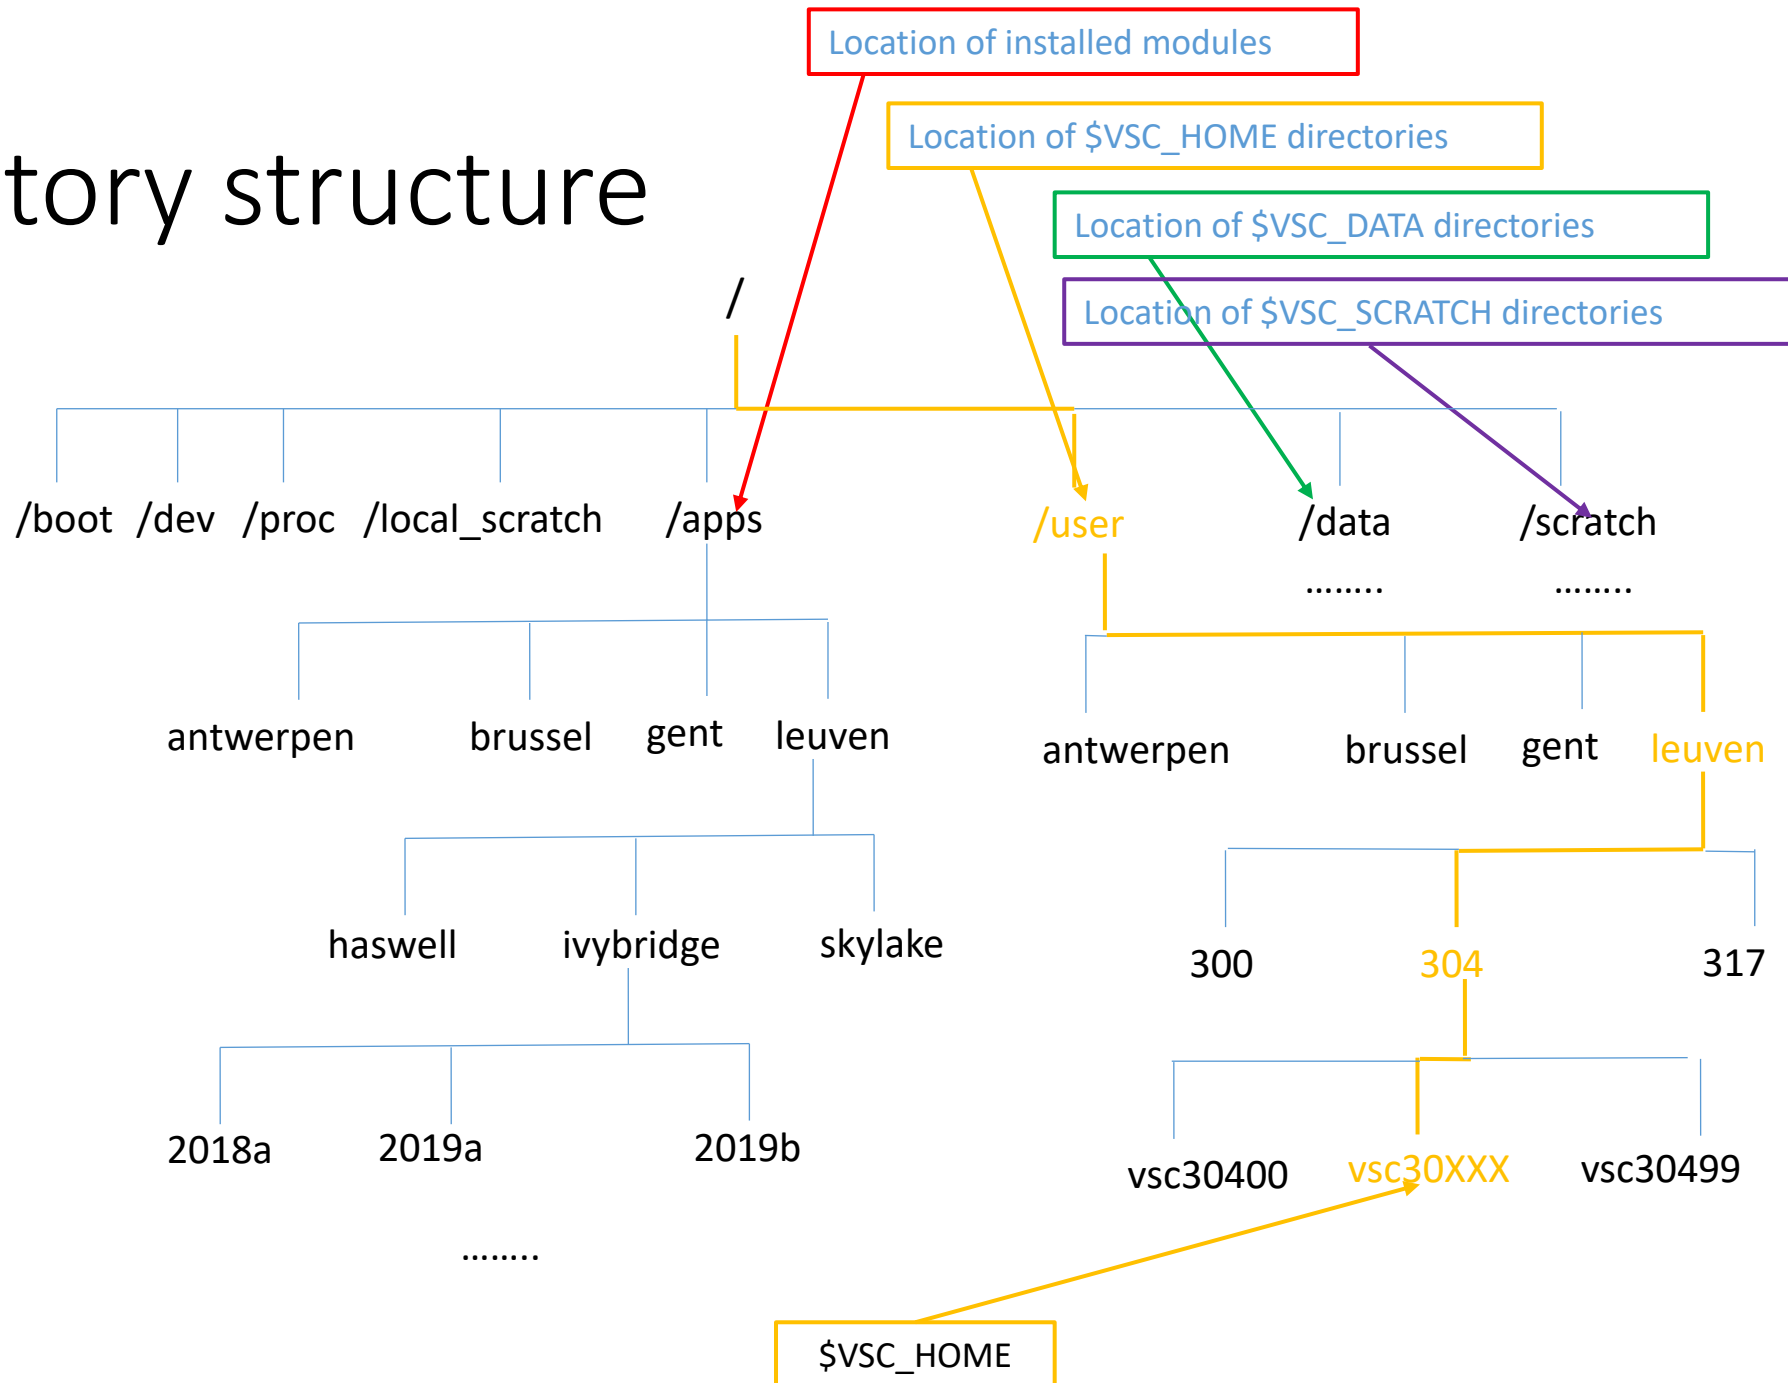 Location of installed modules
Location of $VSC_HOME directories
tory structure
Location of $VSC_DATA directories
/
Location of $VSC_SCRATCH directories
/boot /dev /proc /local_scratch /apps /user /data /scratch
........ ........
antwerpen brussel gent leuven antwerpen brussel gent leuven
haswell ivybridge skylake 300 304 317
2018a 2019a 2019b vsc30400 vsc30XXX vsc30499
........
$VSC_HOME